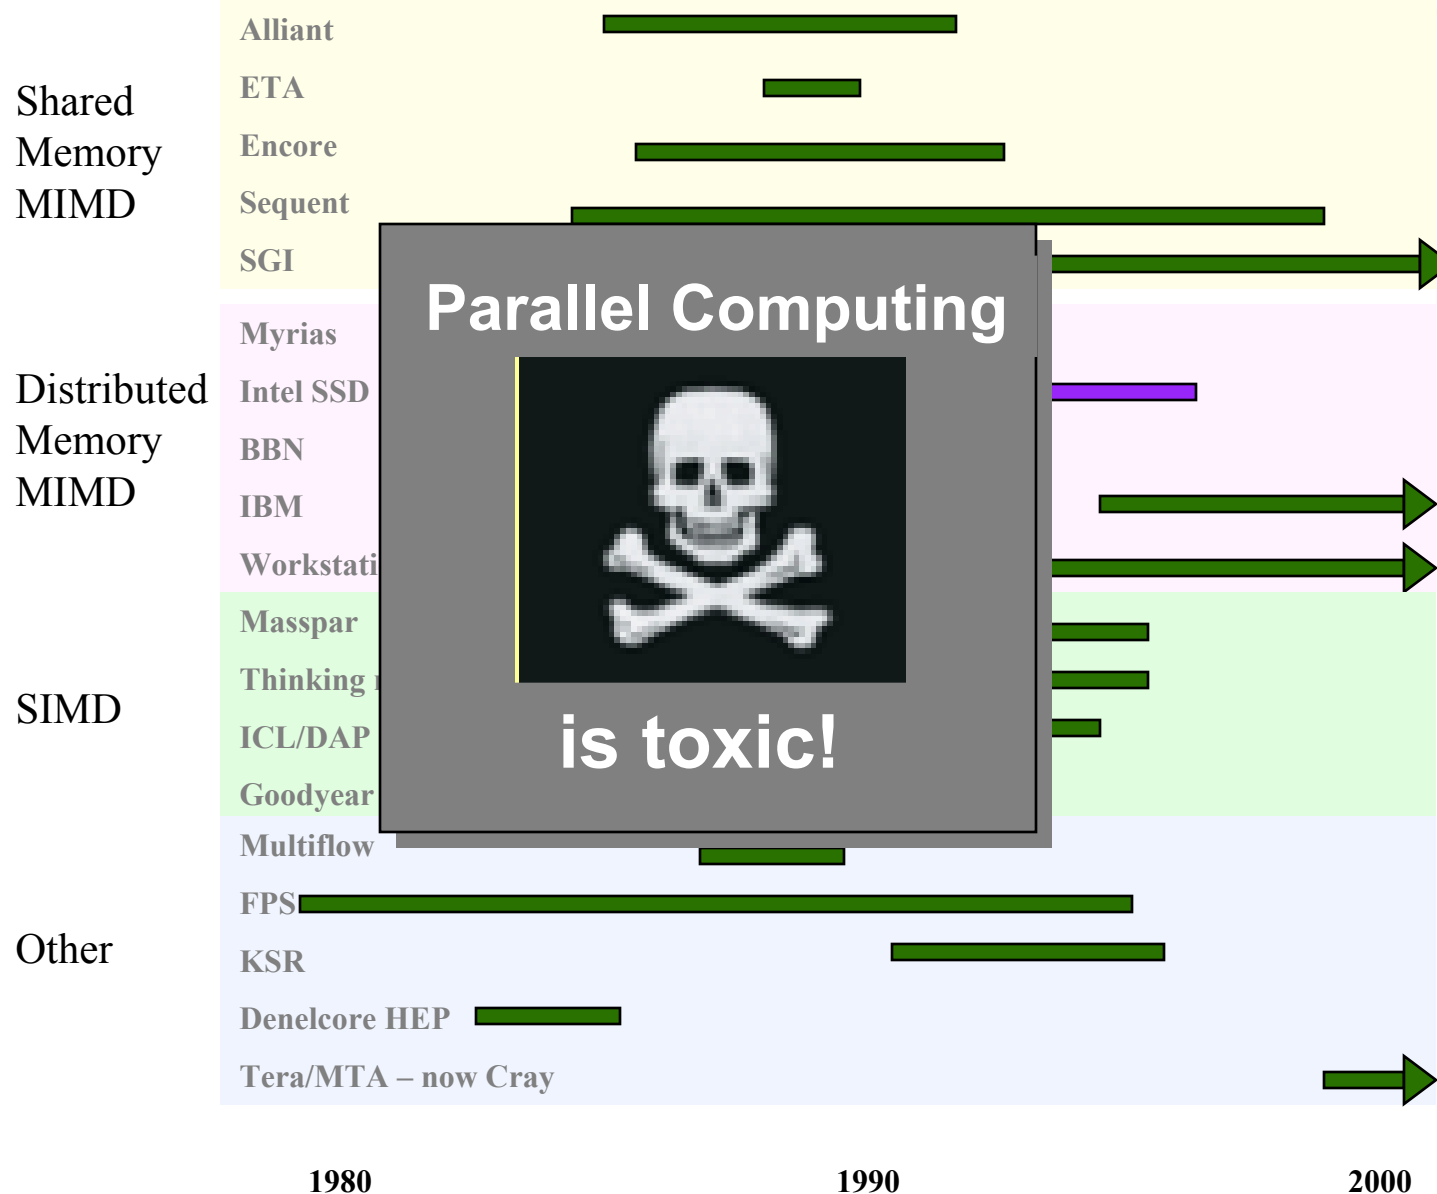 Shared
Memory
MIMD
Alliant
ETA
Encore
Sequent
SGI
Distributed
Memory
MIMD
Myrias
Intel SSD
BBN
IBM
Workstati
SIMD
Masspar
Thinking
ICL/DAP
Goodyear
Other
Multiflow
FPS
KSR
Denelcore HEP
Tera/MTA – now Cray
Parallel Computing
is toxic!
1980 1990 2000